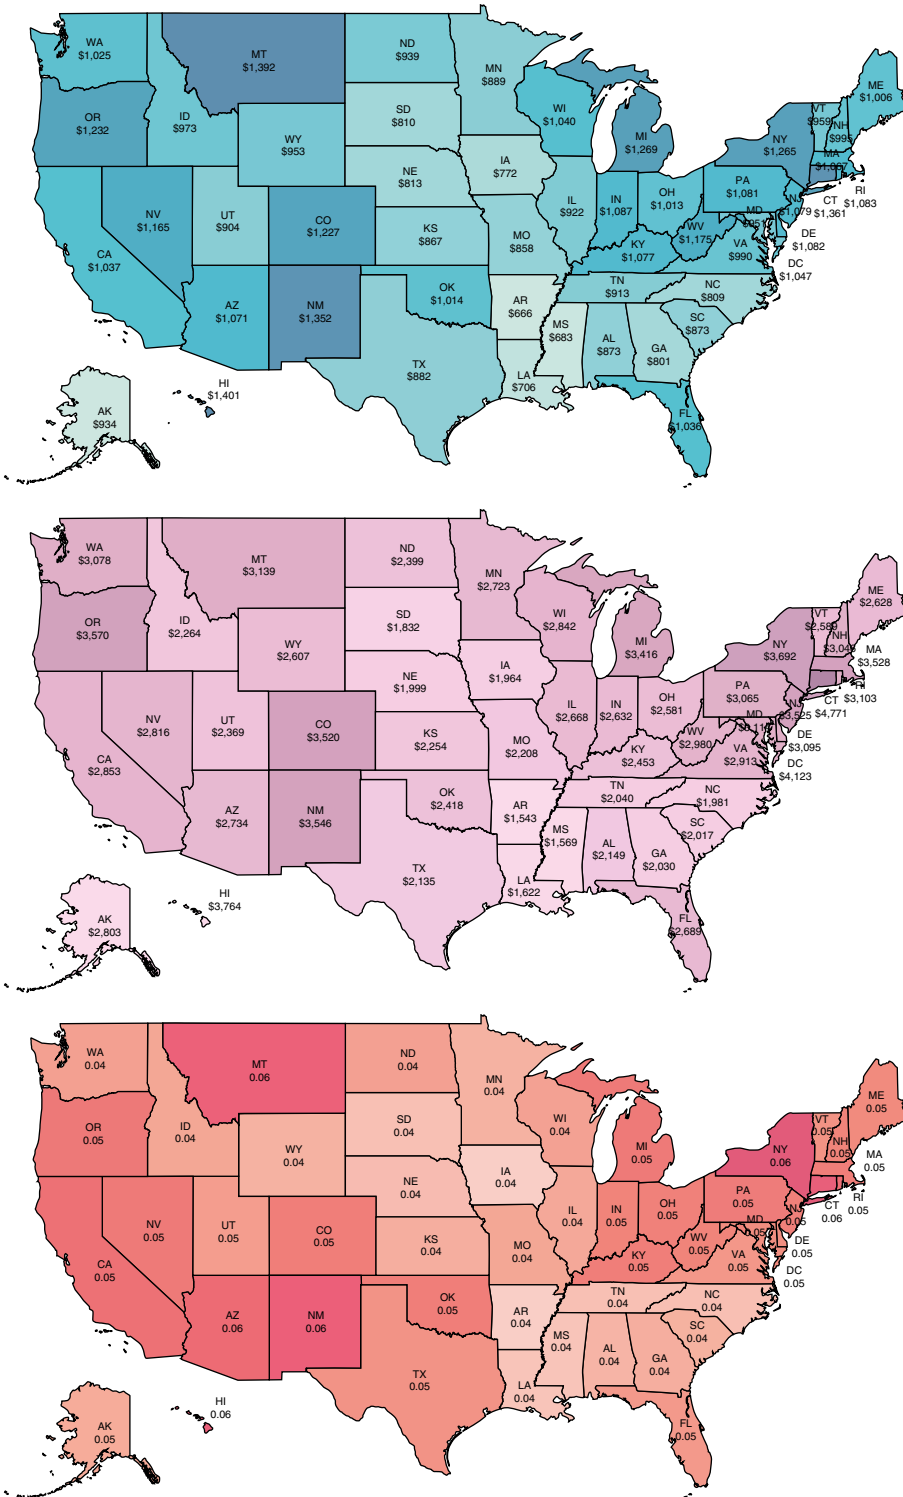 WA
$1,025
MT
$1,392
ND
$939
MN
$889
ME
$1,006
OR
$1,232
ID
$973
WY
$953
SD
$810
WI
$1,040
MI
$1,269
NY
$1,265
VT
$959
NH
$995
MA
NE
$813
IA
$772
IL
$922
IN
$1,087
OH
$1,013
PA
$1,081
NJ
$1,079
CT
$1,361
RI
$1,083
NV
$1,165
UT
$904
CO
$1,227
KS
$867
MO
$858
KY
$1,077
WV
$1,175
MD
$951
VA
$990
DE
$1,082
DC
$1,047
CA
$1,037
AZ
$1,071
NM
$1,352
OK
$1,014
AR
$666
TN
$913
NC
$809
SC
$873
MS
$683
AL
$873
GA
$801
TX
$882
LA
$706
FL
$1,036
HI
$1,401
AK
$934
WA
$3,078
MT
$3,139
ND
$2,399
MN
$2,723
ME
$2,628
OR
$3,570
ID
$2,264
WY
$2,607
SD
$1,832
WI
$2,842
MI
$3,416
NY
$3,692
VT
$2,589
NH
MA
$3,528
NE
$1,999
IA
$1,964
IL
$2,668
IN
$2,632
OH
$2,581
PA
$3,065
NJ
$3,525
CT
$4,771
RI
$3,103
NV
$2,816
UT
$2,369
CO
$3,520
KS
$2,254
MO
$2,208
KY
$2,453
WV
$2,980
MD
VA
$2,913
DE
$3,095
DC
$4,123
CA
$2,853
AZ
$2,734
NM
$3,546
OK
$2,418
AR
$1,543
TN
$2,040
NC
$1,981
SC
$2,017
MS
$1,569
AL
$2,149
GA
$2,030
TX
$2,135
LA
$1,622
FL
$2,689
HI
$3,764
AK
$2,803
WA
0.04
MT
0.06
ND
0.04
MN
0.04
ME
0.05
OR
0.05
ID
0.04
WY
0.04
SD
0.04
WI
0.04
MI
0.05
NY
0.06
VT
0.05
NH
0.05
MA
0.05
NE
0.04
IA
0.04
IL
0.04
IN
0.05
OH
0.05
PA
0.05
NJ
0.05
CT
0.06
RI
0.05
NV
0.05
UT
0.05
CO
0.05
KS
0.04
MO
0.04
KY
0.05
WV
0.05
MD
0.05
VA
0.05
DE
0.05
DC
0.05
CA
0.05
AZ
0.06
NM
0.06
OK
0.05
AR
0.04
TN
0.04
NC
0.04
SC
0.04
MS
0.04
AL
0.04
GA
0.04
TX
0.05
LA
0.04
FL
0.05
HI
0.06
AK
0.05